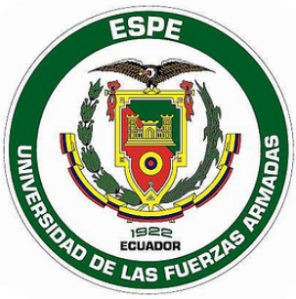 ESPE
1922
ECUADOR
UNIVERSIDAD DE LAS FUERZAS ARMADAS